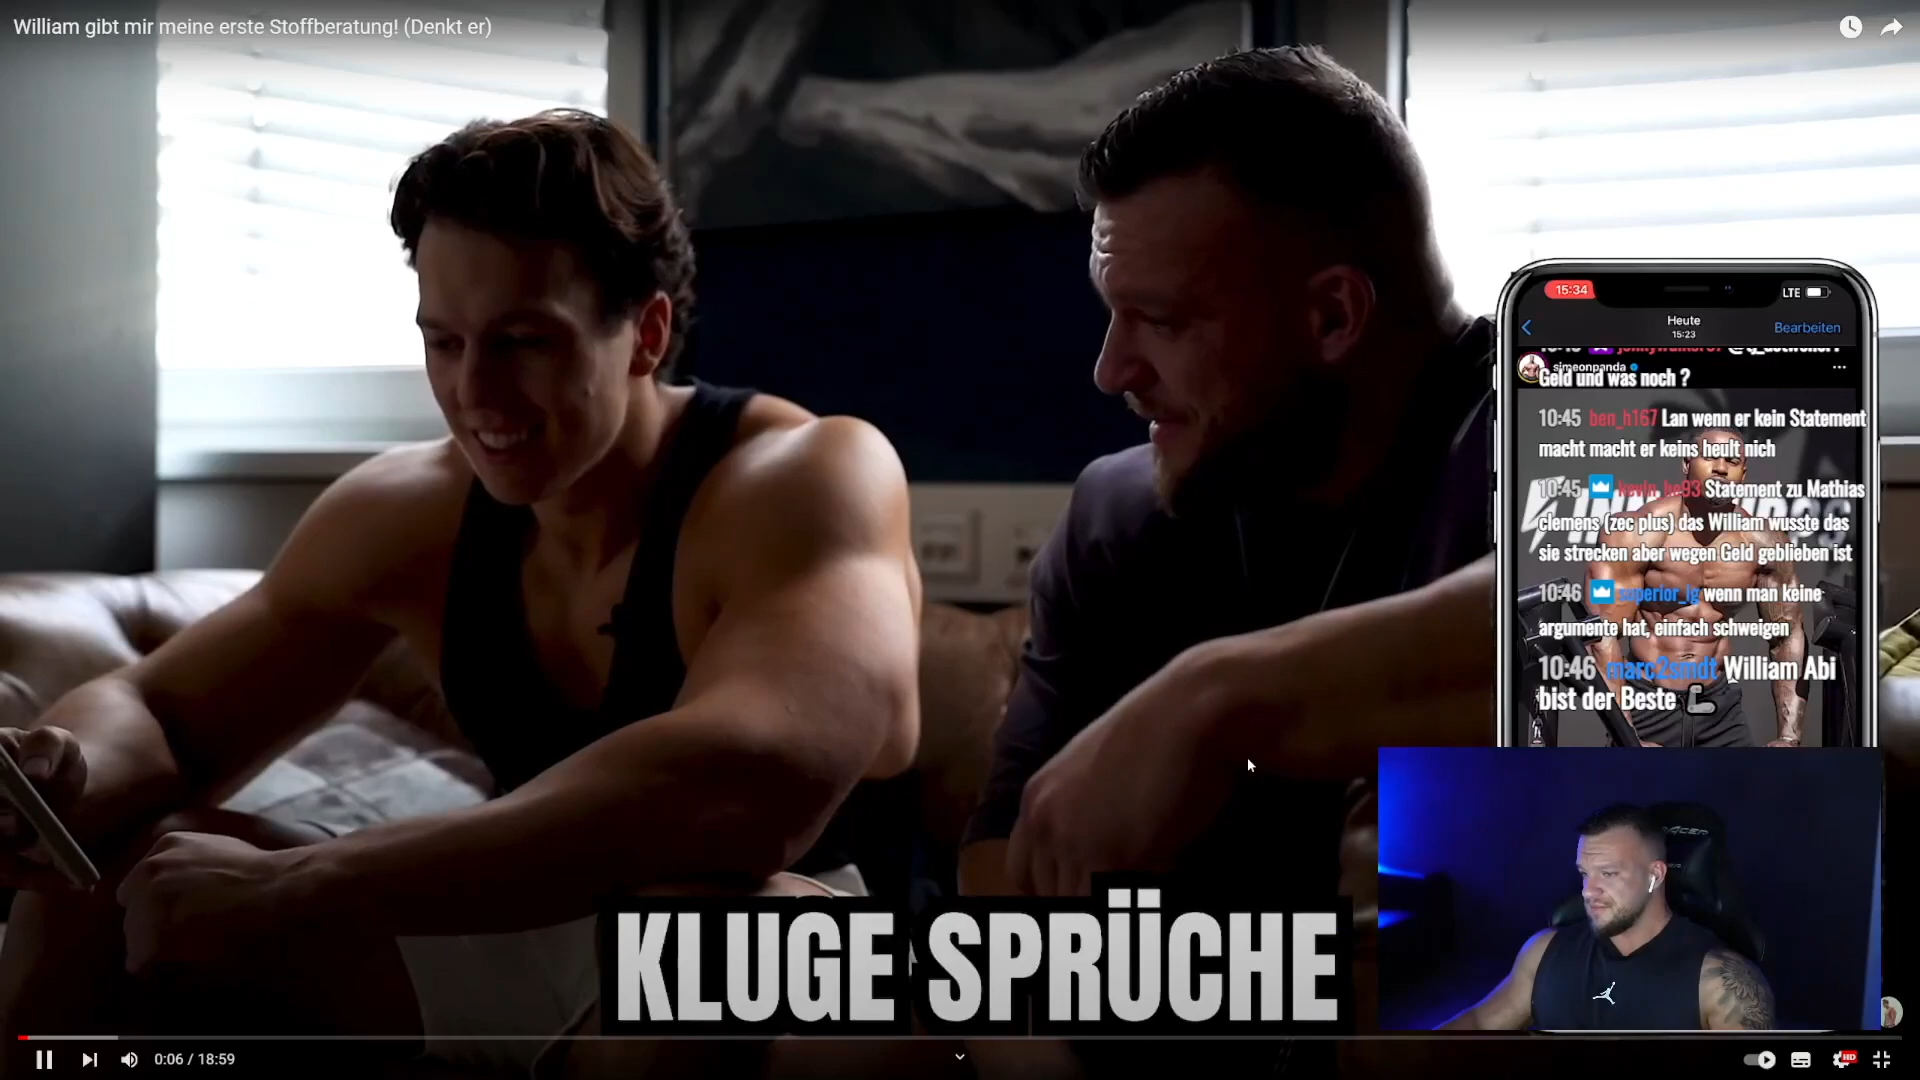 William gibt mir meine erste Stoffberatung! (Denkt er)
15:34
LTE
Heute
15:23
Bearbeiten
simeonpanda
Geld und was noch ?
10:45 ben_h167 Lan wenn er kein Statement
macht macht er keins heult nich
10:45 kevin_ke93 Statement zu Mathias
clemens (zec plus) das William wusste das
sie strecken aber wegen Geld geblieben ist
10:46 superior_lg wenn man keine
argumente hat, einfach schweigen
10:46 marc2smdt William Abi
bist der Beste
KLUGE SPRÜCHE
0:06 / 18:59
HD